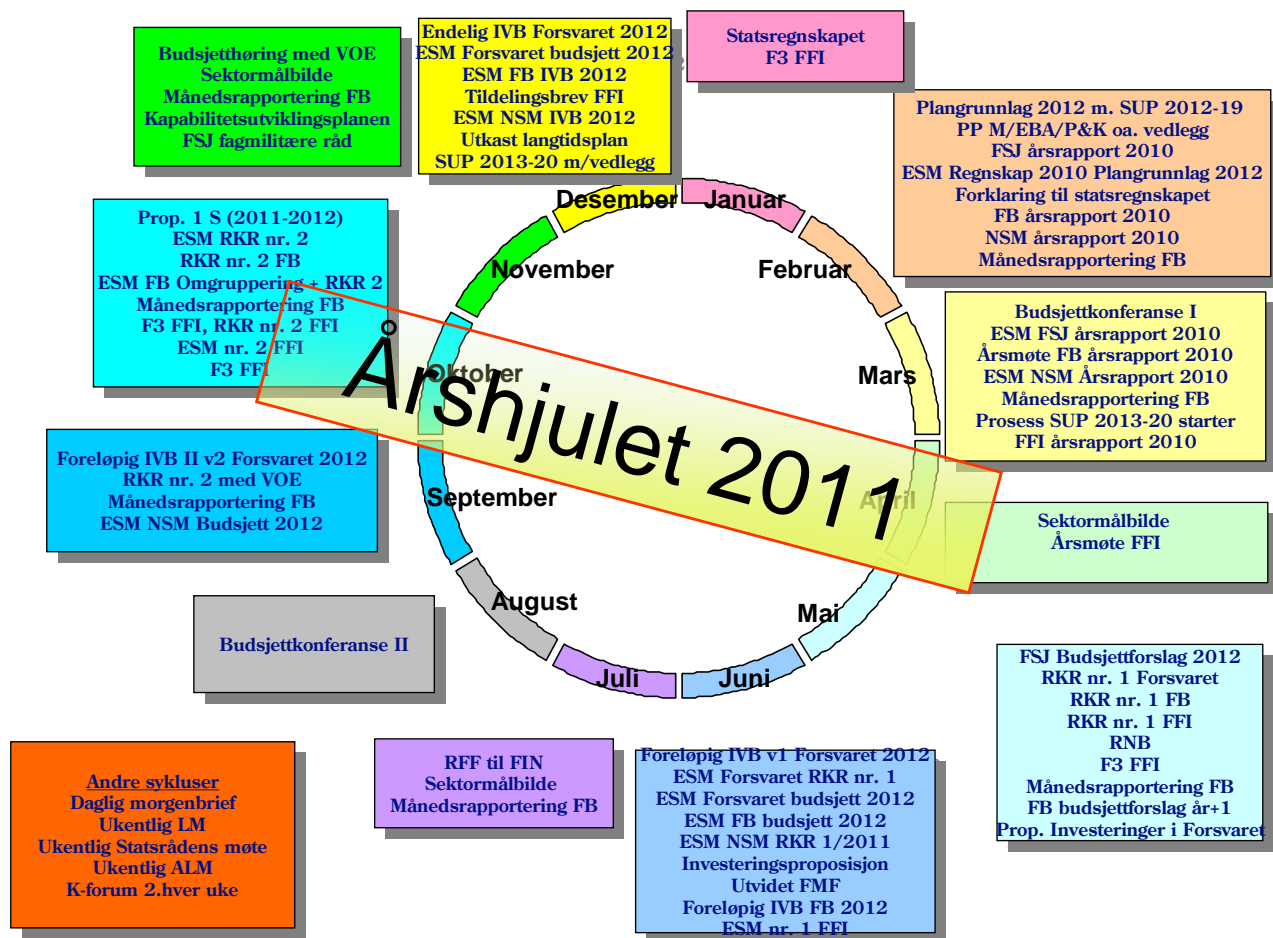 Budsjetthøring med VOE
Sektormålbilde
Månedsrapportering FB
Kapabilitetsutviklingsplanen
FSJ fagmilitære råd
Endelig IVB Forsvaret 2012
ESM Forsvaret budsjett 2012
ESM FB IVB 2012
Tildelingsbrev FFI
ESM NSM IVB 2012
Utkast langtidsplan
SUP 2013-20 m/vedlegg
Statsregnskapet
F3 FFI
Plangrunnlag 2012 m. SUP 2012-19
PP M/EBA/P&K oa. vedlegg
FSJ årsrapport 2010
ESM Regnskap 2010 Plangrunnlag 2012
Forklaring til statsregnskapet
FB årsrapport 2010
NSM årsrapport 2010
Månedsrapportering FB
Prop. 1 S (2011-2012)
ESM RKR nr. 2
RKR nr. 2 FB
ESM FB Omgruppering + RKR 2
Månedsrapportering FB
F3 FFI, RKR nr. 2 FFI
ESM nr. 2 FFI
F3 FFI
Desember
Januar
November
Februar
Oktober
Mars
September
April
August
Mai
Juli
Juni
Årshjulet 2011
Budsjettkonferanse I
ESM FSJ årsrapport 2010
Årsmøte FB årsrapport 2010
ESM NSM Årsrapport 2010
Månedsrapportering FB
Prosess SUP 2013-20 starter
FFI årsrapport 2010
Foreløpig IVB II v2 Forsvaret 2012
RKR nr. 2 med VOE
Månedsrapportering FB
ESM NSM Budsjett 2012
Sektormålbilde
Årsmøte FFI
Budsjettkonferanse II
FSJ Budsjettforslag 2012
RKR nr. 1 Forsvaret
RKR nr. 1 FB
RKR nr. 1 FFI
RNB
F3 FFI
Månedsrapportering FB
FB budsjettforslag år+1
Prop. Investeringer i Forsvaret
Andre sykluser
Daglig morgenbrief
Ukentlig LM
Ukentlig Statsrådens møte
Ukentlig ALM
K-forum 2.hver uke
RFF til FIN
Sektormålbilde
Månedsrapportering FB
Foreløpig IVB v1 Forsvaret 2012
ESM Forsvaret RKR nr. 1
ESM Forsvaret budsjett 2012
ESM FB budsjett 2012
ESM NSM RKR 1/2011
Investeringsproposisjon
Utvidet FMF
Foreløpig IVB FB 2012
ESM nr. 1 FFI